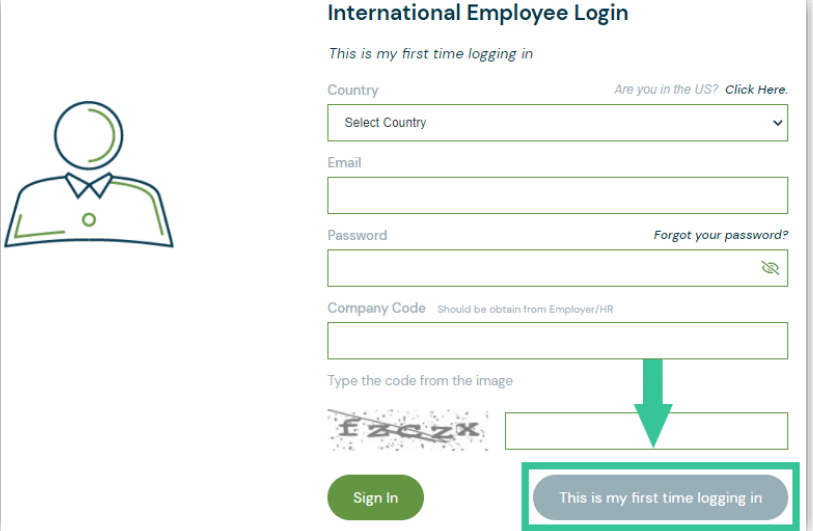 International Employee Login
This is my first time logging in
Country Are you in the US? Click Here.
Select Country
Email
Password Forgot your password?
Company Code Should be obtain from Employer/HR
Type the code from the image
fzczx
Sign In This is my first time logging in